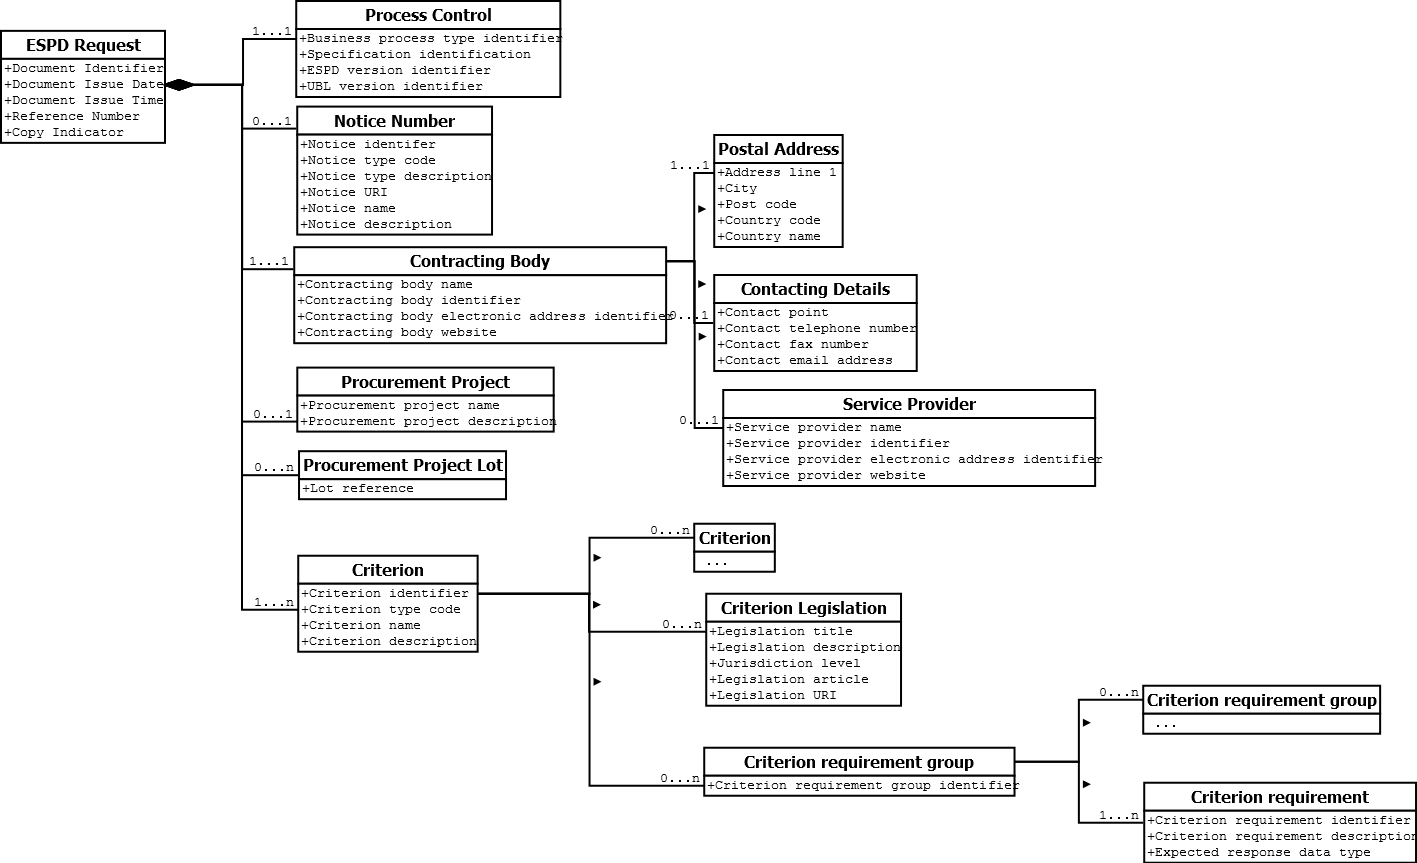 ESPD Request
+Document Identifier
+Document Issue Date
+Document Issue Time
+Reference Number
+Copy Indicator
1...1
Process Control
+Business process type identifier
+Specification identification
+ESPD version identifier
+UBL version identifier
0...1
Notice Number
+Notice identifer
+Notice type code
+Notice type description
+Notice URI
+Notice name
+Notice description
1...1
Contracting Body
+Contracting body name
+Contracting body identifier
+Contracting body electronic address identifier
+Contracting body website
1...1
Postal Address
+Address line 1
+City
+Post code
+Country code
+Country name
0...1
Contacting Details
+Contact point
+Contact telephone number
+Contact fax number
+Contact email address
0...1
Service Provider
+Service provider name
+Service provider identifier
+Service provider electronic address identifier
+Service provider website
0...1
Procurement Project
+Procurement project name
+Procurement project description
0...n
Procurement Project Lot
+Lot reference
1...n
Criterion
+Criterion identifier
+Criterion type code
+Criterion name
+Criterion description
0...n
Criterion
...
0...n
Criterion Legislation
+Legislation title
+Legislation description
+Jurisdiction level
+Legislation article
+Legislation URI
0...n
Criterion requirement group
+Criterion requirement group identifier
0...n
Criterion requirement group
...
1...n
Criterion requirement
+Criterion requirement identifier
+Criterion requirement description
+Expected response data type